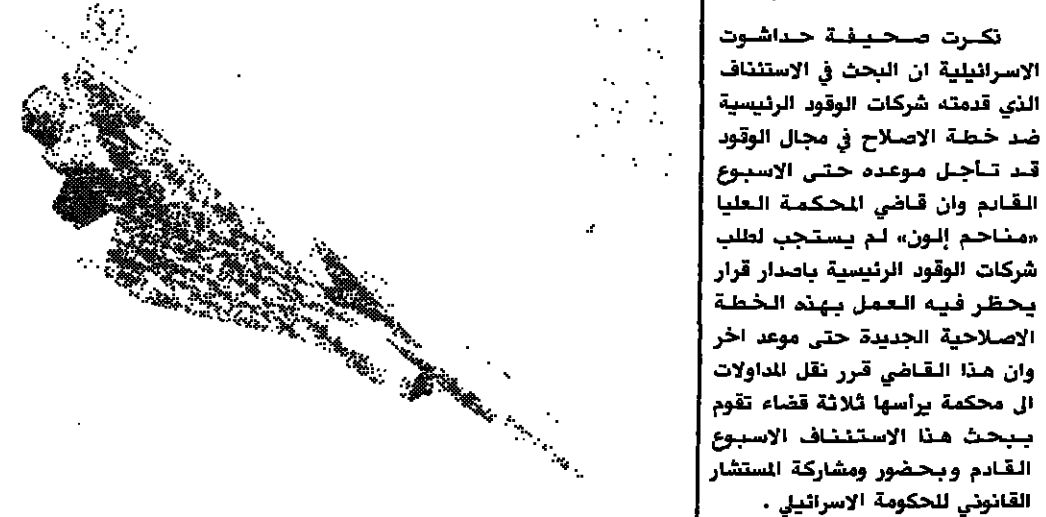 نكرت صحيفة حداشوت
الاسرائيلية ان البحث في الاستئناف
الذي قدمته شركات الوقود الرئيسية
ضد خطة الاصلاح في مجال الوقود
قد تأجل موعده حتى الاسبوع
القادم وان قاضي المحكمة العليا
«مناحم إلون» لم يستجب لطلب
شركات الوقود الرئيسية باصدار قرار
يحظر فيه العمل بهذه الخطة
الاصلاحية الجديدة حتى موعد اخر
وان هذا القاضي قرر نقل المداولات
الى محكمة يرأسها ثلاثة قضاء تقوم
ببحث هذا الاستئناف الاسبوع
القادم وبحضور ومشاركة المستشار
القانوني للحكومة الاسرائيلي .